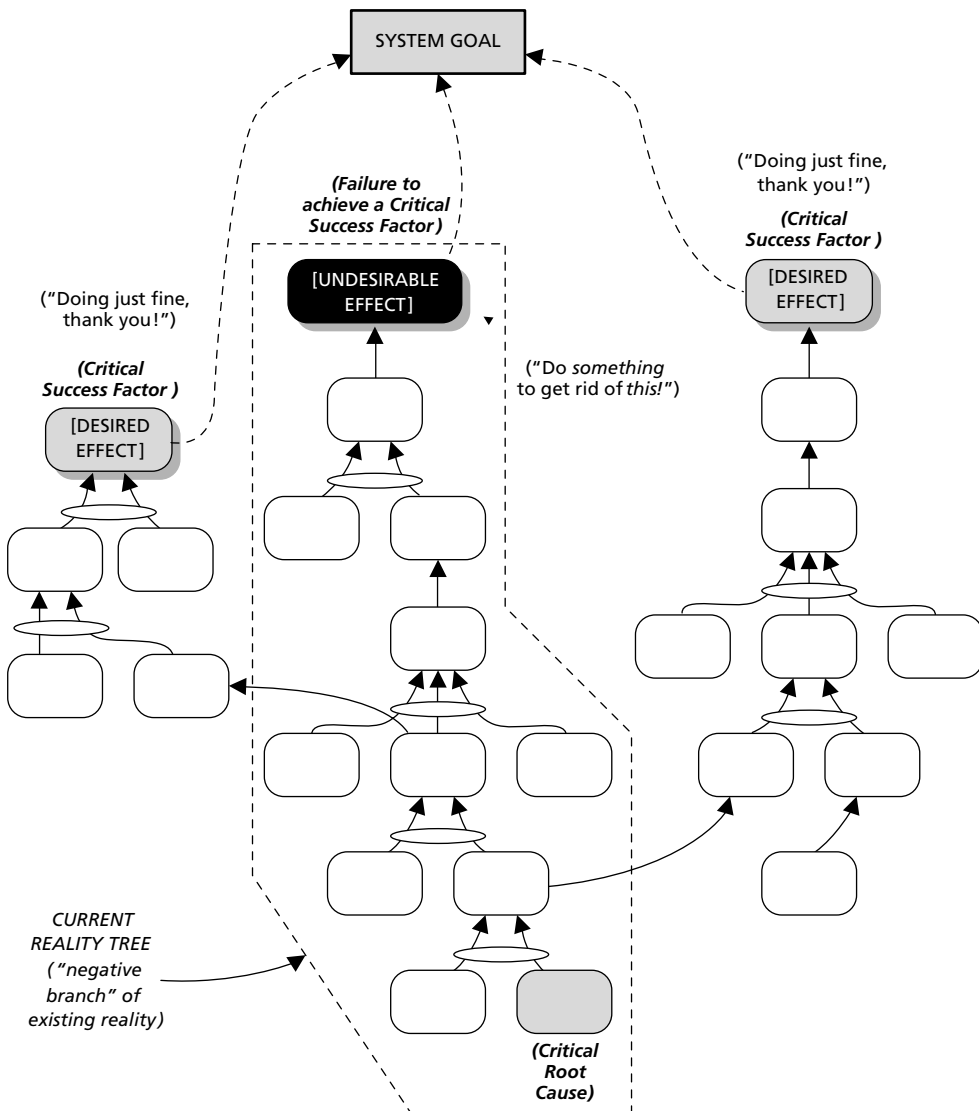 SYSTEM GOAL
("Doing just fine,
thank you!")
(Critical
Success Factor )
[DESIRED
EFFECT]
(Failure to
achieve a Critical
Success Factor )
[UNDESIRABLE
EFFECT]
("Do something
to get rid of this!")
("Doing just fine,
thank you!")
(Critical
Success Factor )
[DESIRED
EFFECT]
CURRENT
REALITY TREE
("negative
branch" of
existing reality)
(Critical
Root
Cause)